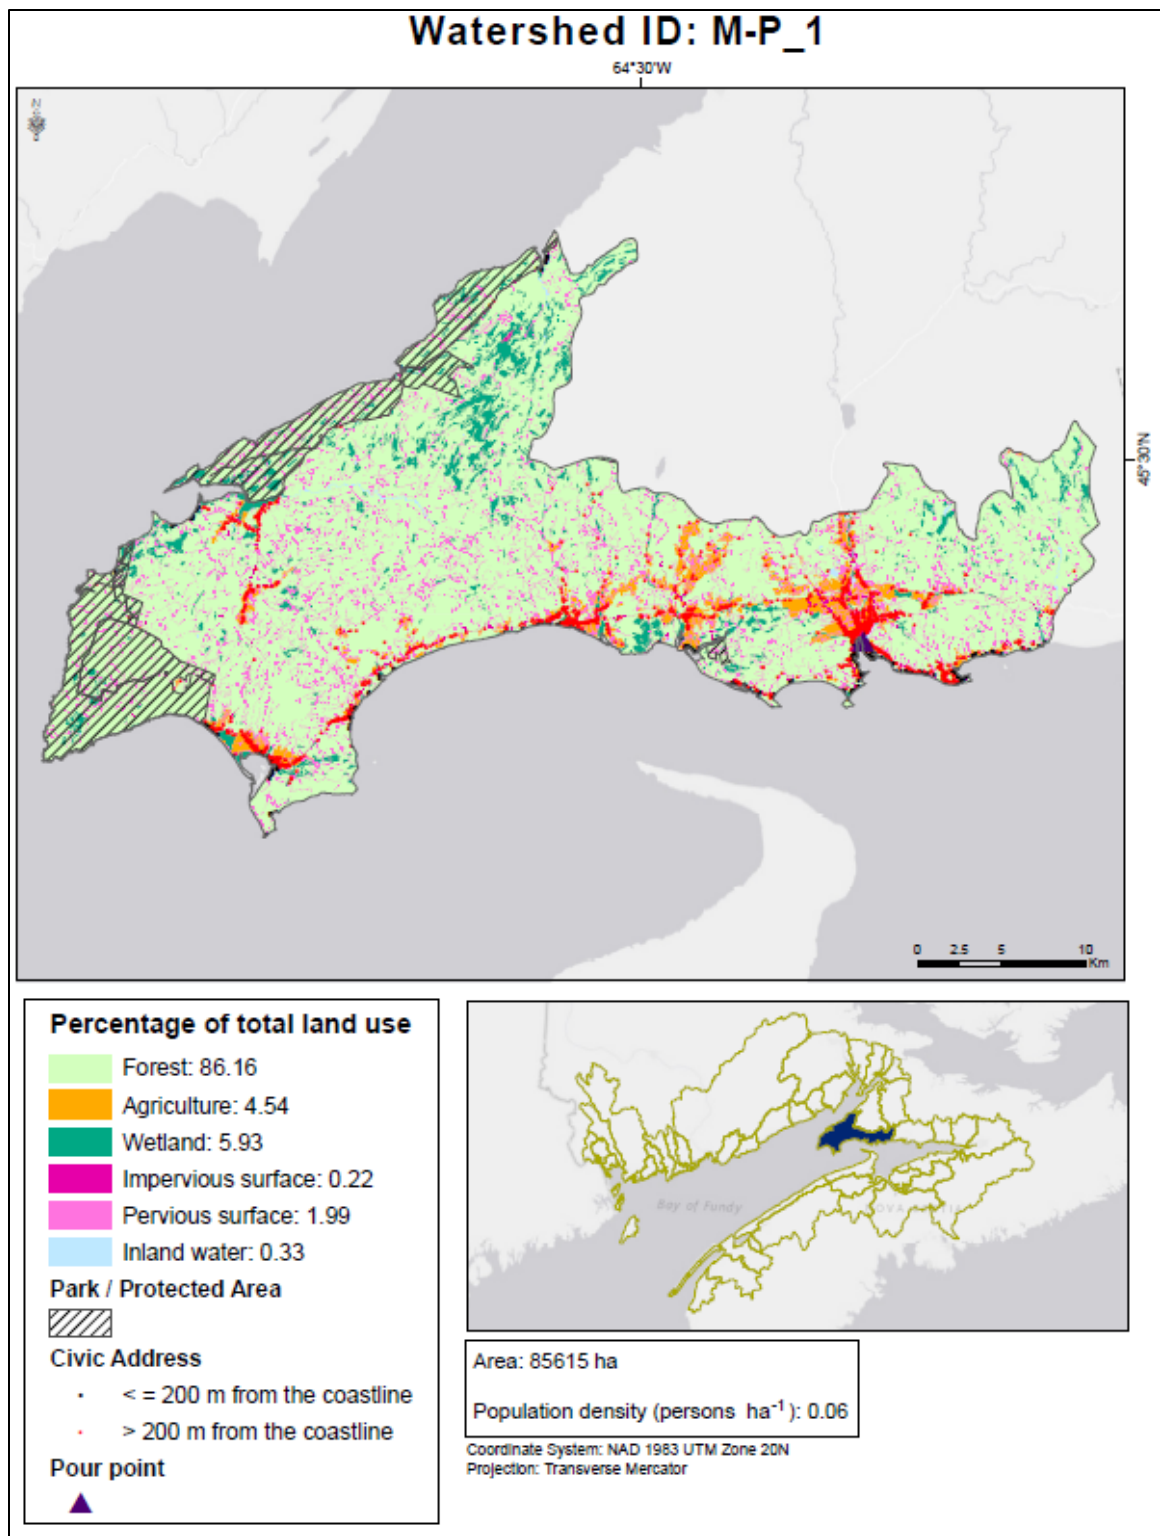 Watershed ID: M-P_1
64°30'W
N
45°30'N
0 2.5 5 10
Km
Percentage of total land use
Forest: 86.16
Agriculture: 4.54
Wetland: 5.93
Impervious surface: 0.22
Pervious surface: 1.99
Inland water: 0.33
Park / Protected Area
Civic Address
< = 200 m from the coastline
> 200 m from the coastline
Pour point
Bay of Fundy
Area: 85615 ha
Population density (persons ha-1): 0.06
Coordinate System: NAD 1983 UTM Zone 20N
Projection: Transverse Mercator